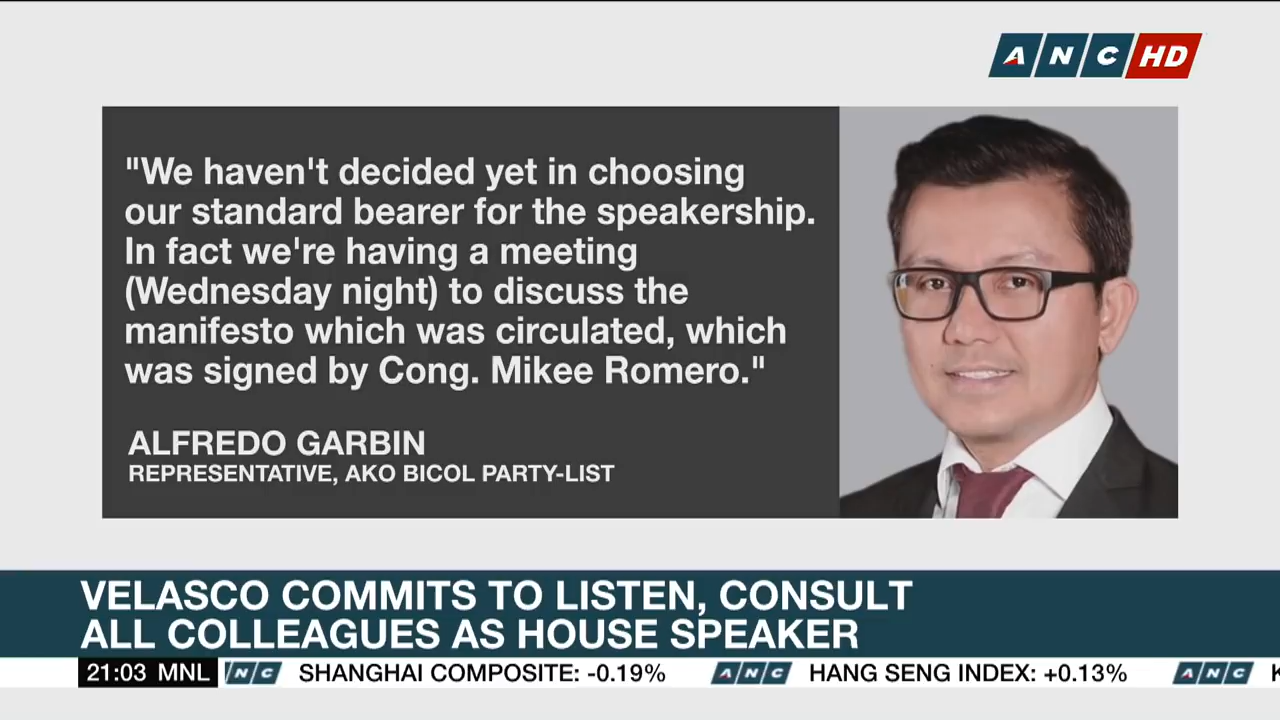 ANC HD
"We haven't decided yet in choosing
our standard bearer for the speakership.
In fact we're having a meeting
(Wednesday night) to discuss the
manifesto which was circulated, which
was signed by Cong. Mikee Romero."
ALFREDO GARBIN
REPRESENTATIVE, AKO BICOL PARTY-LIST
VELASCO COMMITS TO LISTEN, CONSULT
ALL COLLEAGUES AS HOUSE SPEAKER
21:03 MNL NC SHANGHAI COMPOSITE: -0.19% ANC HANG SENG INDEX: +0.13% ANC K